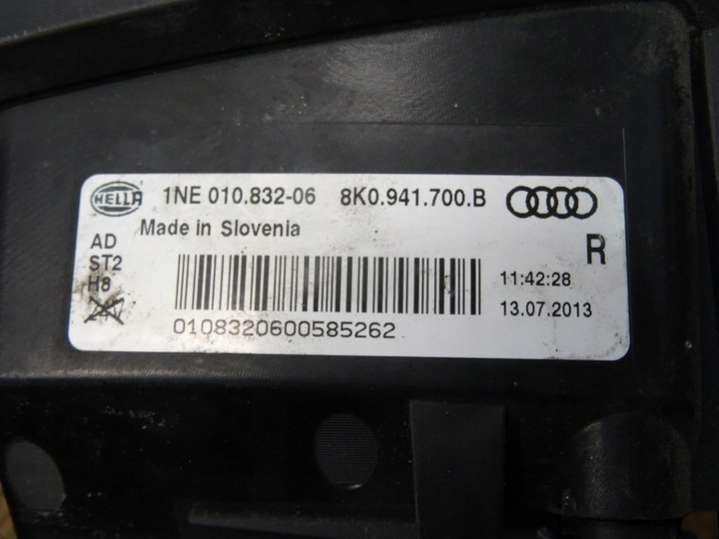 HELLA 1NE 010.832-06 8K0.941.700.B
Made in Slovenia
AD
ST2
H8
R
11:42:28
13.07.2013
0108320600585262